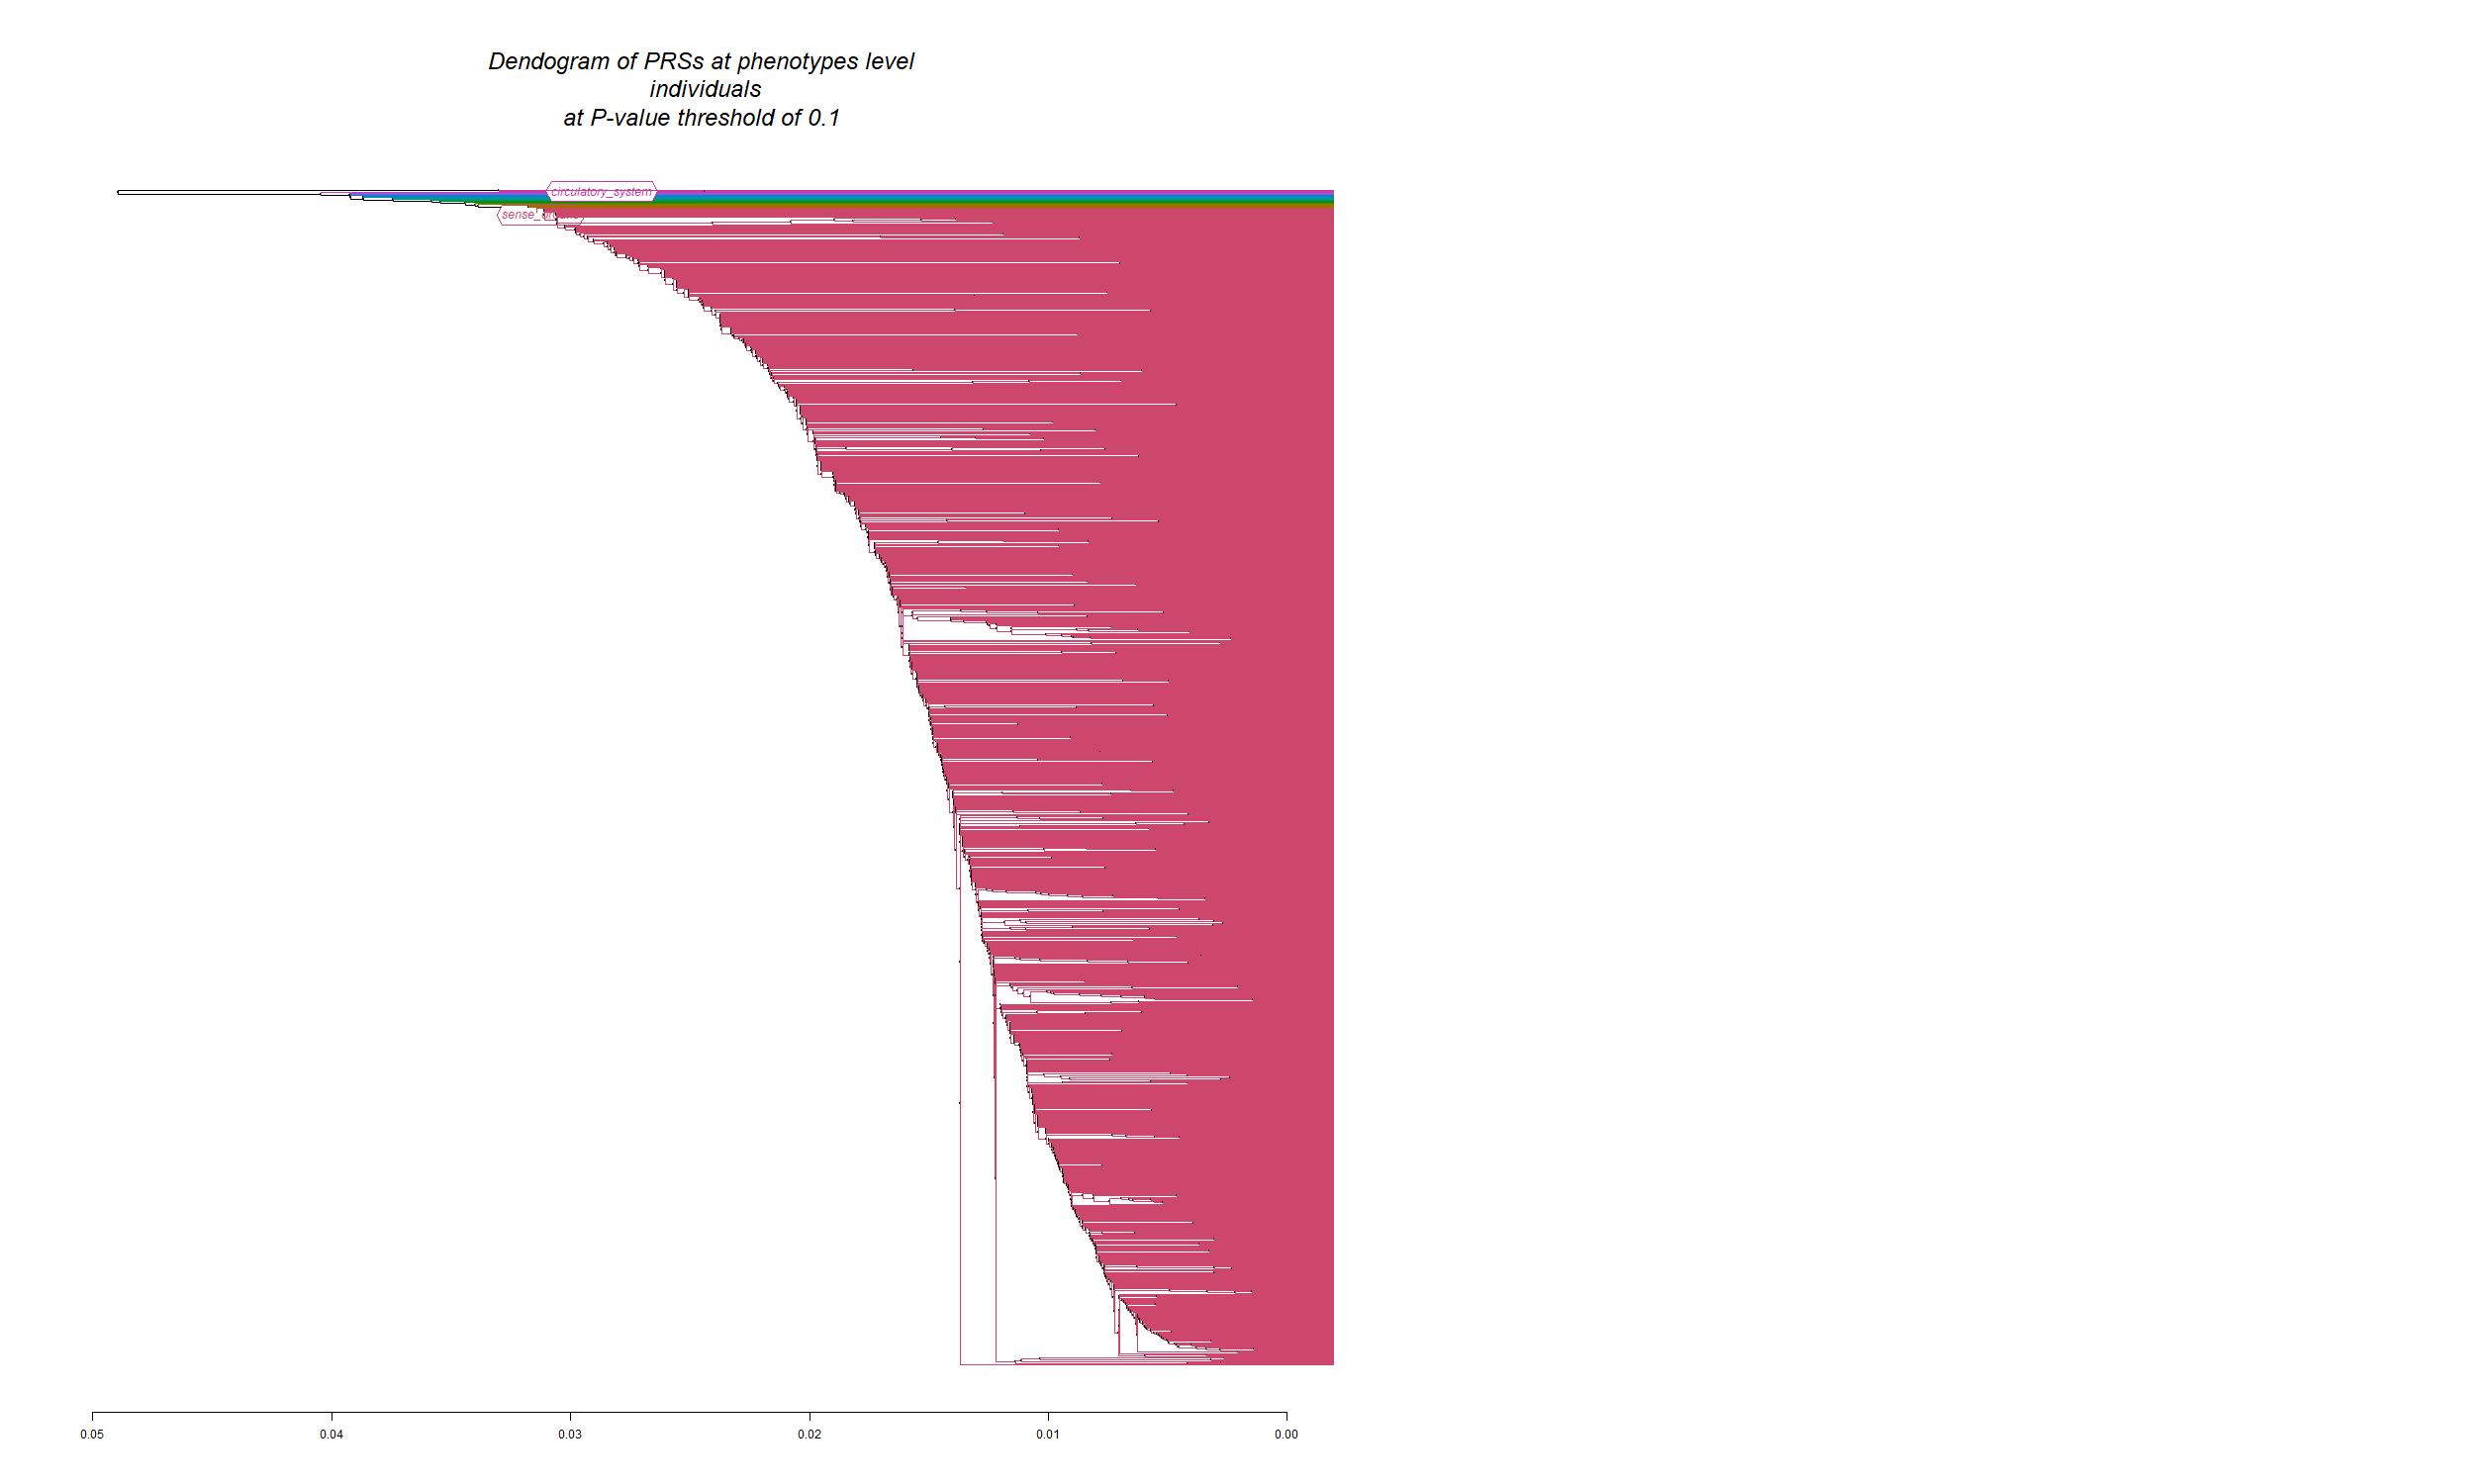 Dendogram of PRSs at phenotypes level
individuals
at P-value threshold of 0.1
circulatory_system
0.05 0.04 0.03 0.02 0.01 0.00